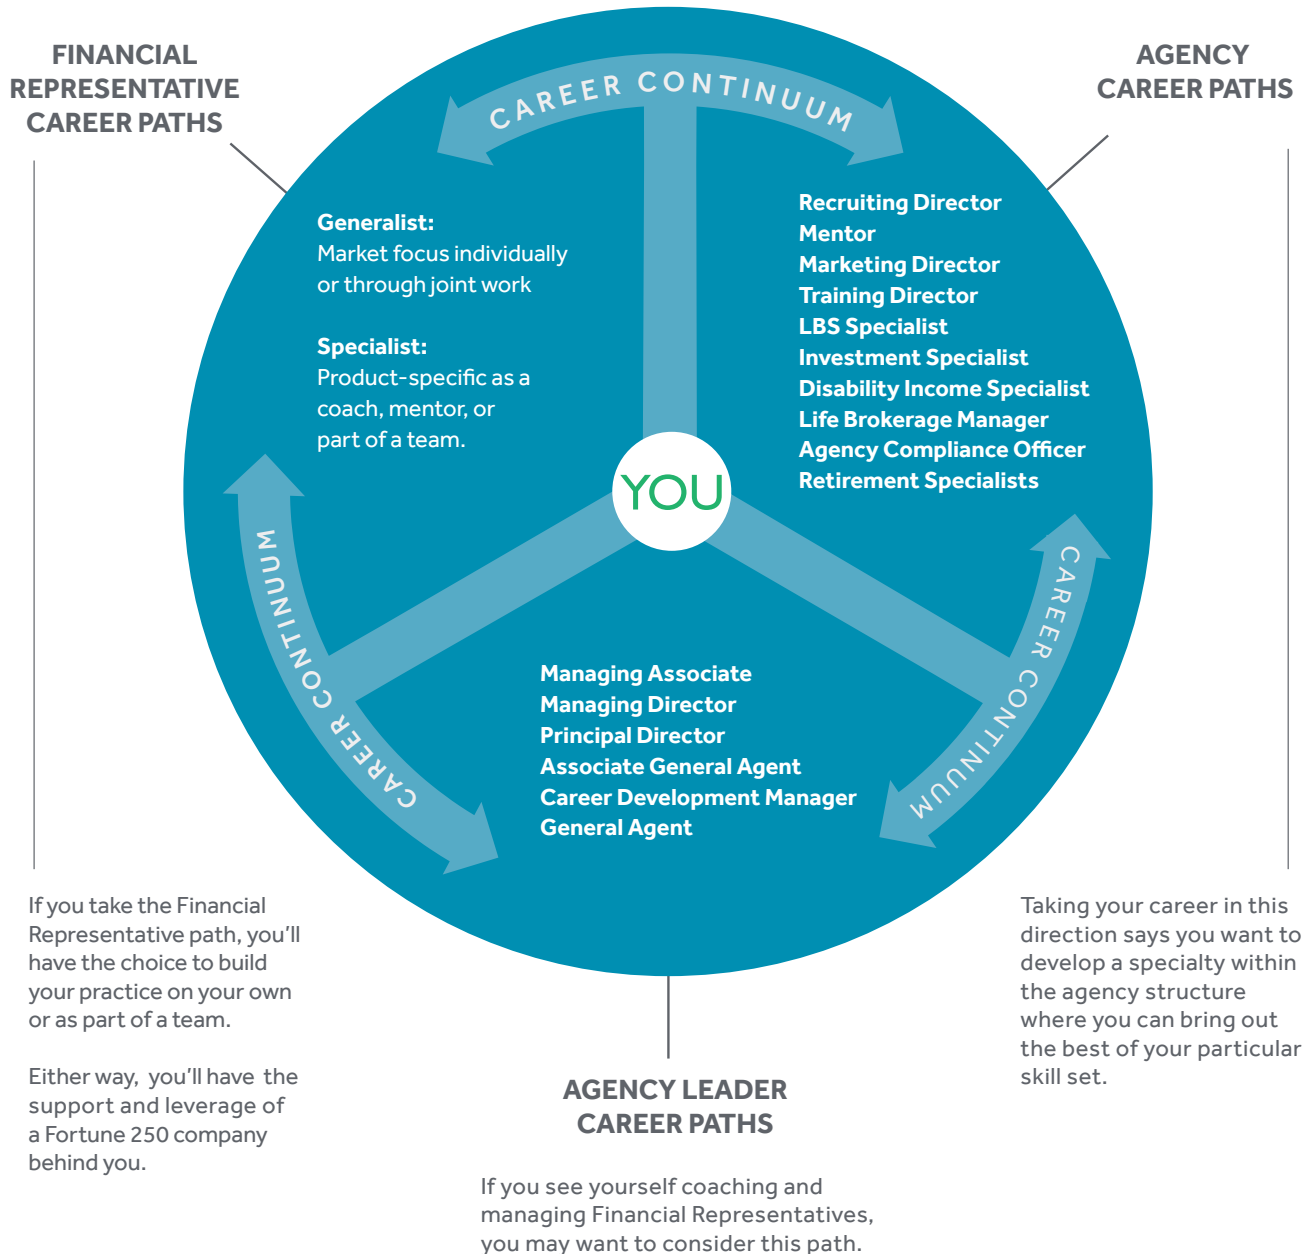 FINANCIAL
REPRESENTATIVE
CAREER PATHS
AGENCY
CAREER PATHS
CAREER CONTINUUM
Generalist:
Market focus individually
or through joint work
Specialist:
Product-specific as a
coach, mentor, or
part of a team.
Recruiting Director
Mentor
Marketing Director
Training Director
LBS Specialist
Investment Specialist
Disability Income Specialist
Life Brokerage Manager
Agency Compliance Officer
Retirement Specialists
YOU
CAREER CONTINUUM
CAREER CONTINUUM
Managing Associate
Managing Director
Principal Director
Associate General Agent
Career Development Manager
General Agent
If you take the Financial
Representative path, you'll
have the choice to build
your practice on your own
or as part of a team.
Either way, you'll have the
support and leverage of
a Fortune 250 company
behind you.
Taking your career in this
direction says you want to
develop a specialty within
the agency structure
where you can bring out
the best of your particular
skill set.
AGENCY LEADER
CAREER PATHS
If you see yourself coaching and
managing Financial Representatives,
you may want to consider this path.